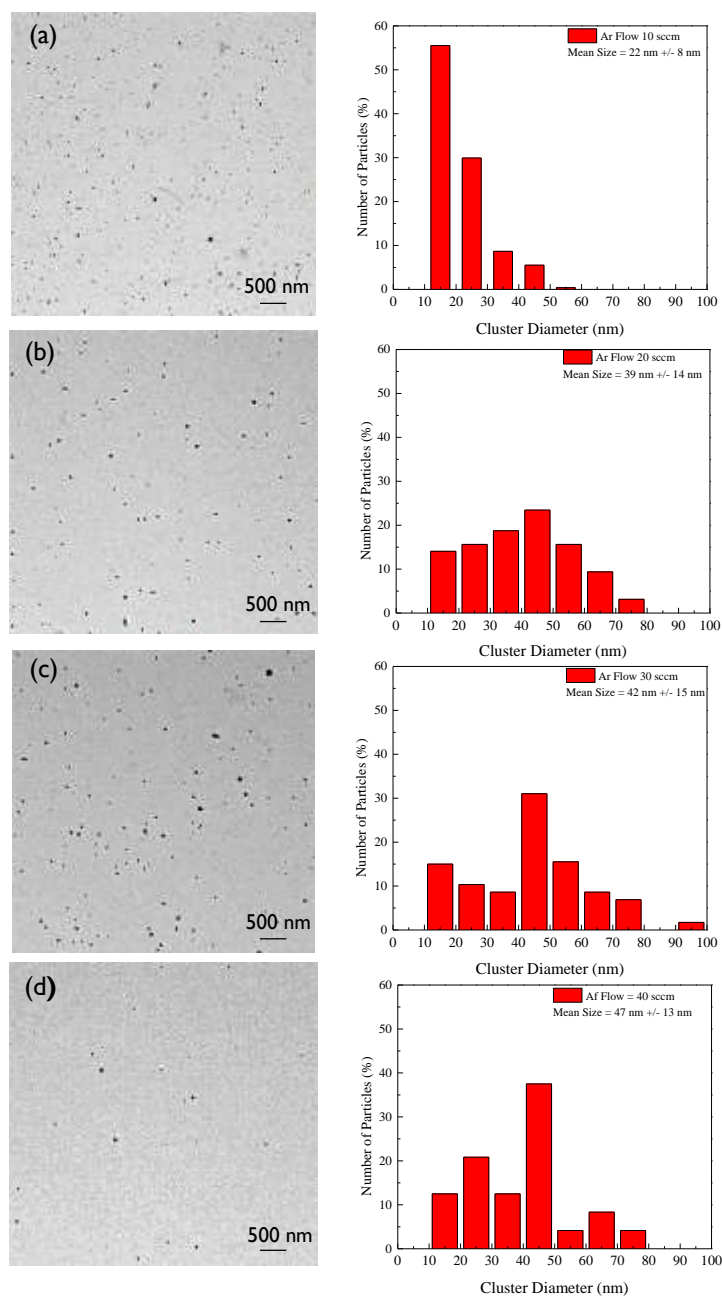 (a)
500 nm
Ar Flow 10 sccm
Mean Size = 22 nm +/- 8 nm
Number of Particles (%)
60
50
40
30
20
10
0
0 10 20 30 40 50 60 70 80 90 100
Cluster Diameter (nm)
(b)
500 nm
Ar Flow 20 sccm
Mean Size = 39 nm +/- 14 nm
Number of Particles (%)
60
50
40
30
20
10
0
0 10 20 30 40 50 60 70 80 90 100
Cluster Diameter (nm)
(c)
500 nm
Ar Flow 30 sccm
Mean Size = 42 nm +/- 15 nm
Number of Particles (%)
60
50
40
30
20
10
0
0 10 20 30 40 50 60 70 80 90 100
Cluster Diameter (nm)
(d)
500 nm
Af Flow = 40 sccm
Mean Size = 47 nm +/- 13 nm
Number of Particles (%)
60
50
40
30
20
10
0
0 10 20 30 40 50 60 70 80 90 100
Cluster Diameter (nm)